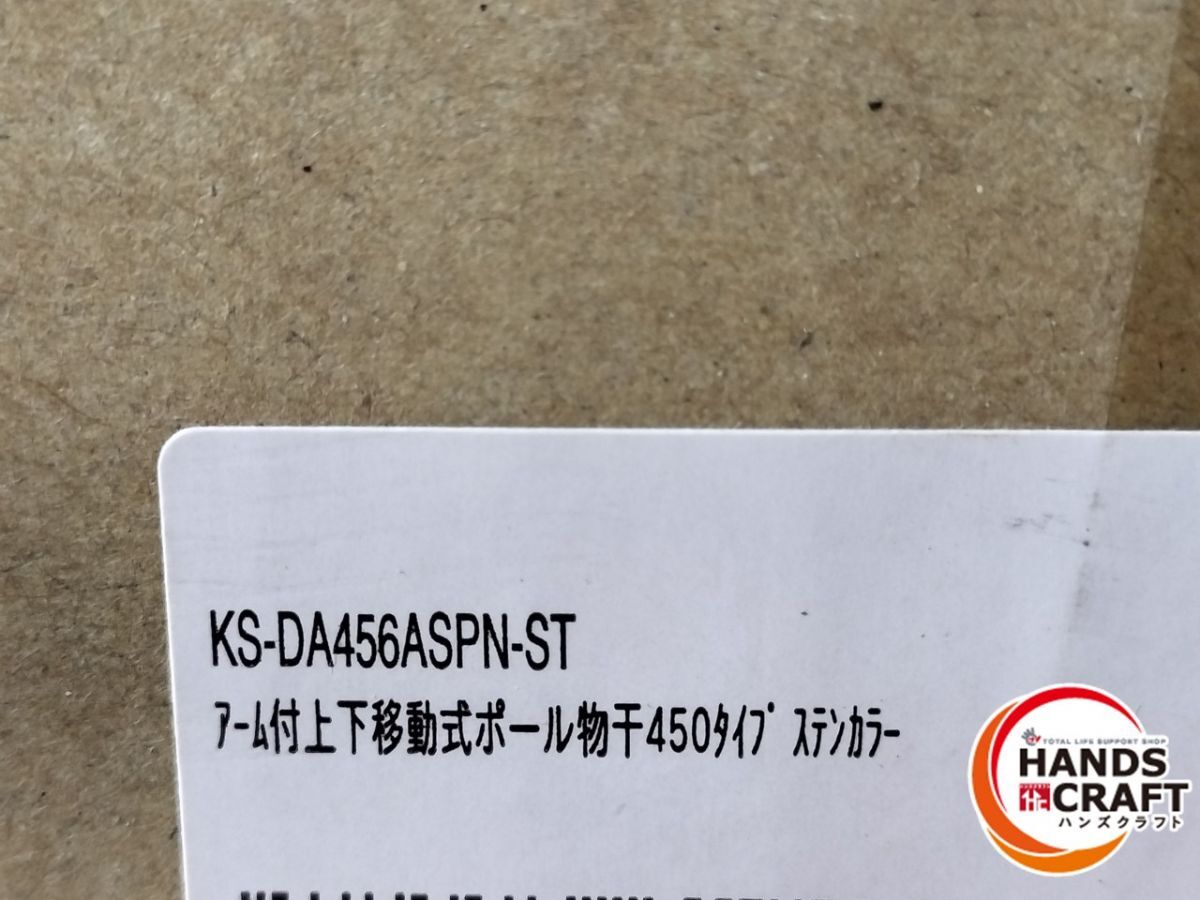 KS-DA456ASPN-ST
ｱｰﾑ付上下移動式ポール物干450ﾀｲﾌﾟ ｽﾃﾝｶﾗｰ
TOTAL LIFE SUPPORT SHOP
HANDS
CRAFT
ハンズクラフト